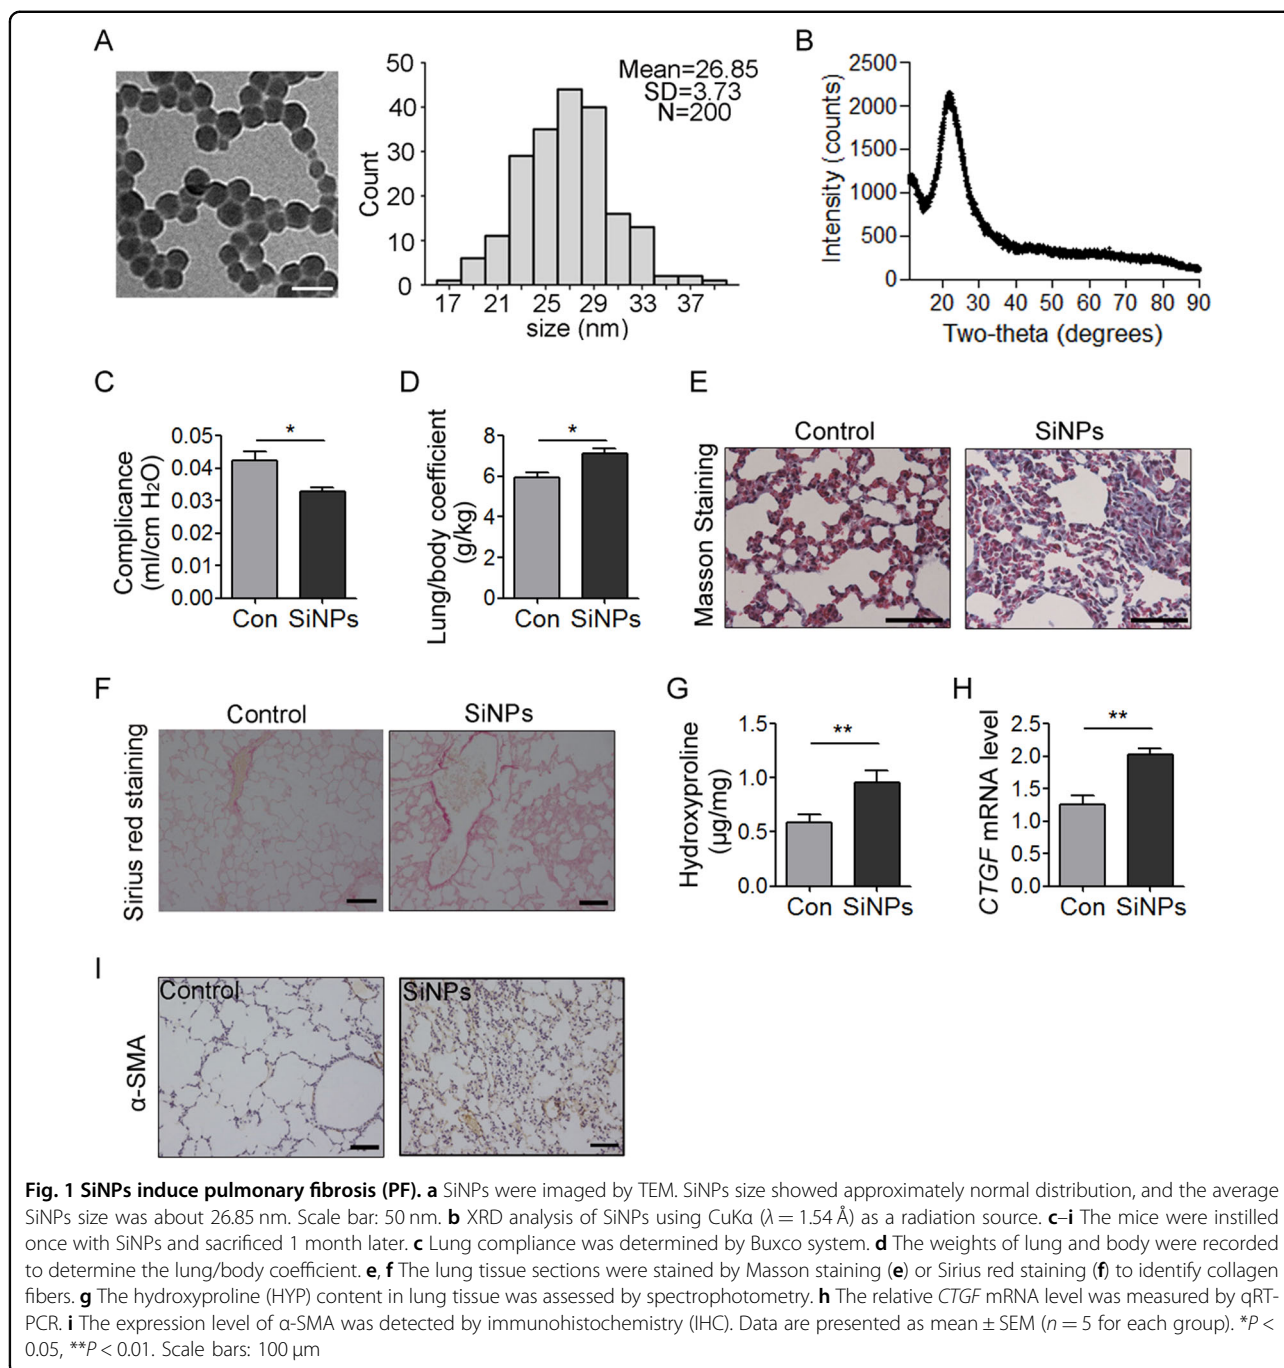 A
50
40
30
20
10
0
Count
17 21 25 29 33 37
size (nm)
Mean=26.85
SD=3.73
N=200
B
2500
2000
1500
1000
500
0
Intensity (counts)
20 30 40 50 60 70 80 90
Two-theta (degrees)
C
Complicance
(ml/cm H2O)
0.05
0.04
0.03
0.02
0.01
0.00
*
Con SiNPs
D
Lung/body coefficient
(g/kg)
8
6
4
2
0
*
Con SiNPs
E
Control SiNPs
Masson Staining
F
Control SiNPs
Sirius red staining
G
Hydroxyproline
(µg/mg)
1.5
1.0
0.5
0.0
**
Con SiNPs
H
CTGF mRNA level
2.5
2.0
1.5
1.0
0.5
0.0
**
Con SiNPs
I
Control SiNPs
α-SMA
Fig. 1 SiNPs induce pulmonary fibrosis (PF). a SiNPs were imaged by TEM. SiNPs size showed approximately normal distribution, and the average
SiNPs size was about 26.85 nm. Scale bar: 50 nm. b XRD analysis of SiNPs using CuKα (λ = 1.54 Å) as a radiation source. c–i The mice were instilled
once with SiNPs and sacrificed 1 month later. c Lung compliance was determined by Buxco system. d The weights of lung and body were recorded
to determine the lung/body coefficient. e, f The lung tissue sections were stained by Masson staining (e) or Sirius red staining (f) to identify collagen
fibers. g The hydroxyproline (HYP) content in lung tissue was assessed by spectrophotometry. h The relative CTGF mRNA level was measured by qRT-
PCR. i The expression level of α-SMA was detected by immunohistochemistry (IHC). Data are presented as mean ± SEM (n = 5 for each group). *P <
0.05, **P < 0.01. Scale bars: 100 µm